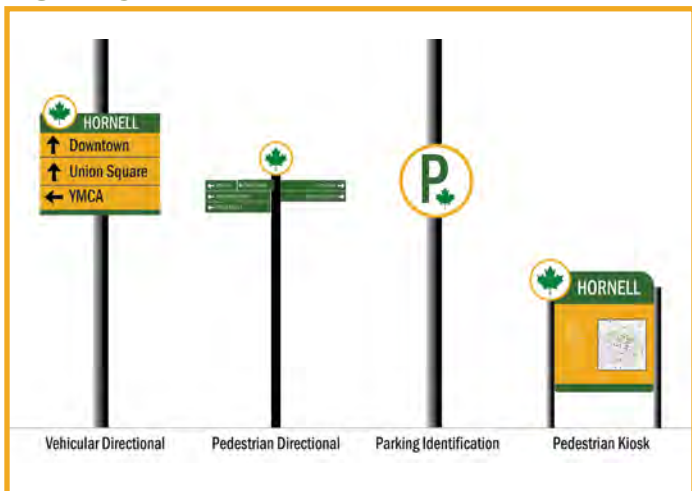 HORNELL
Downtown
Union Square
YMCA
P
HORNELL
Vehicular Directional
Pedestrian Directional
Parking Identification
Pedestrian Kiosk